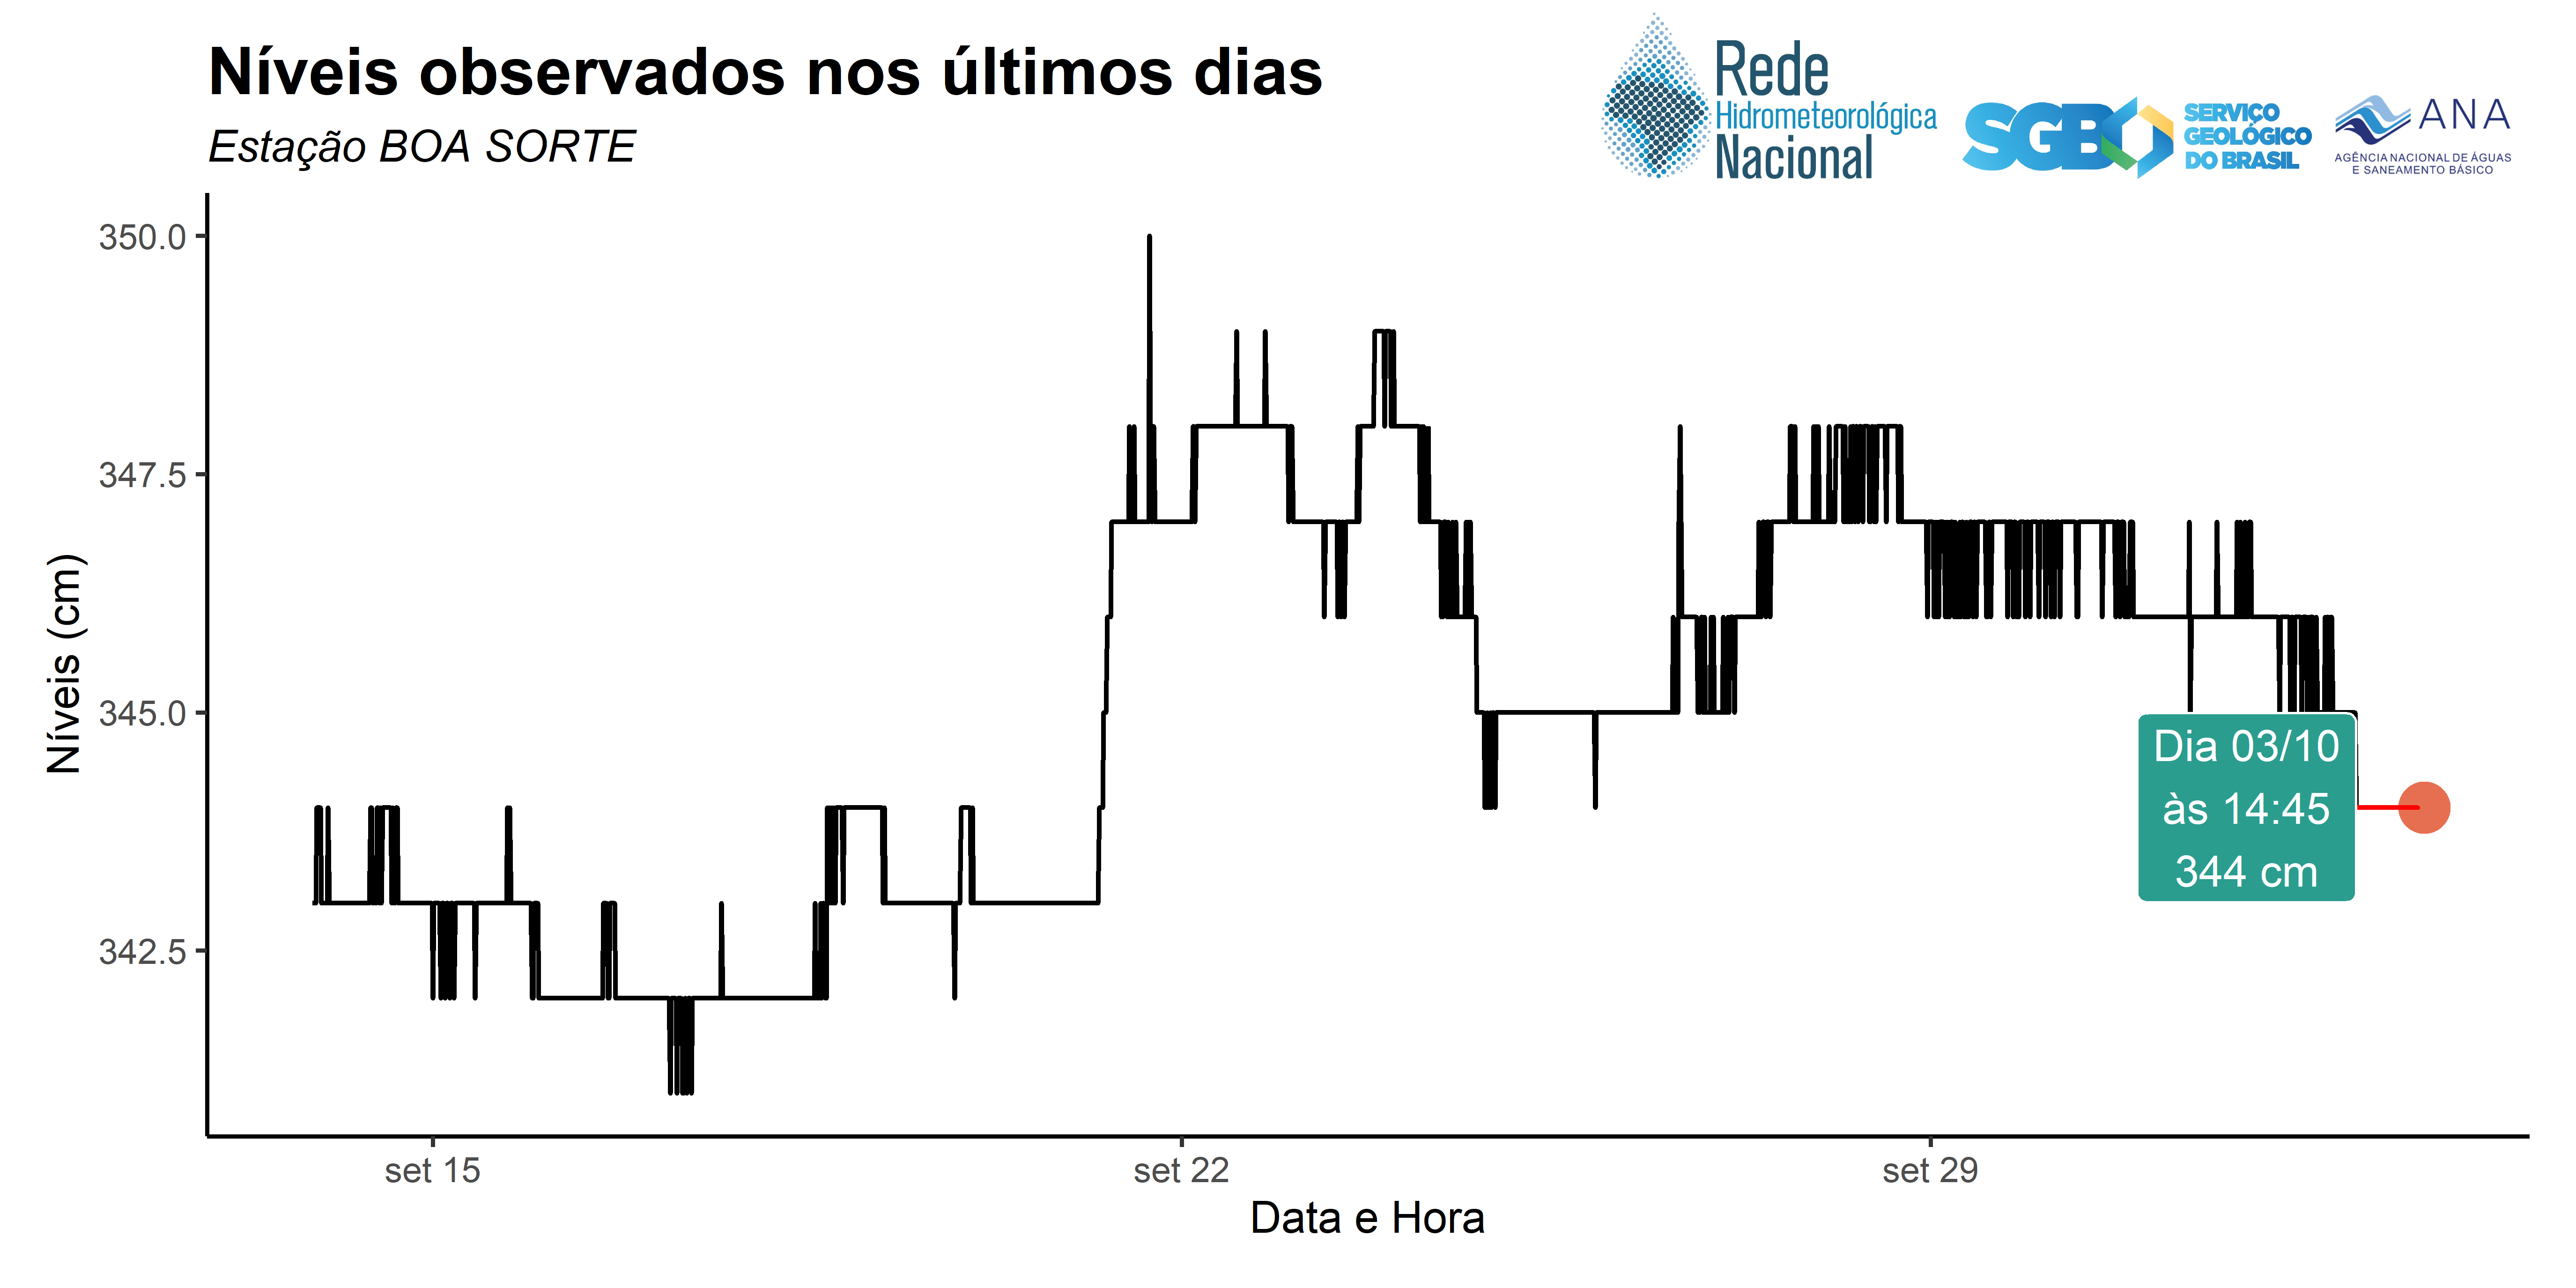 Níveis observados nos últimos dias
Estação BOA SORTE
Rede
Hidrometeorológica
Nacional
SGB
SERVIÇO
GEOLÓGICO
DO BRASIL
ANA
AGÊNCIA NACIONAL DE ÁGUAS
E SANEAMENTO BÁSICO
Níveis (cm)
350.0
347.5
345.0
342.5
Dia 03/10
às 14:45
344 cm
set 15
set 22
set 29
Data e Hora